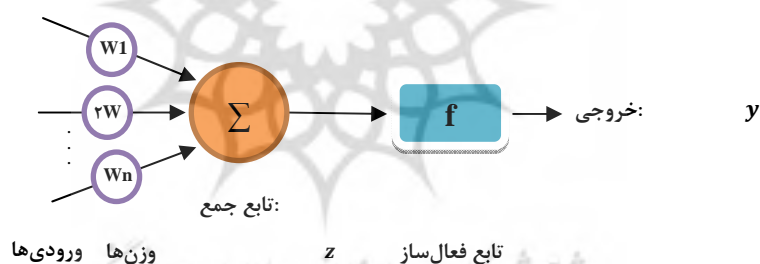 W1
۲W
Wn
∑
f
خروجی:
y
تابع جمع:
ورودی‌ها
وزن‌ها
z
تابع فعال‌ساز